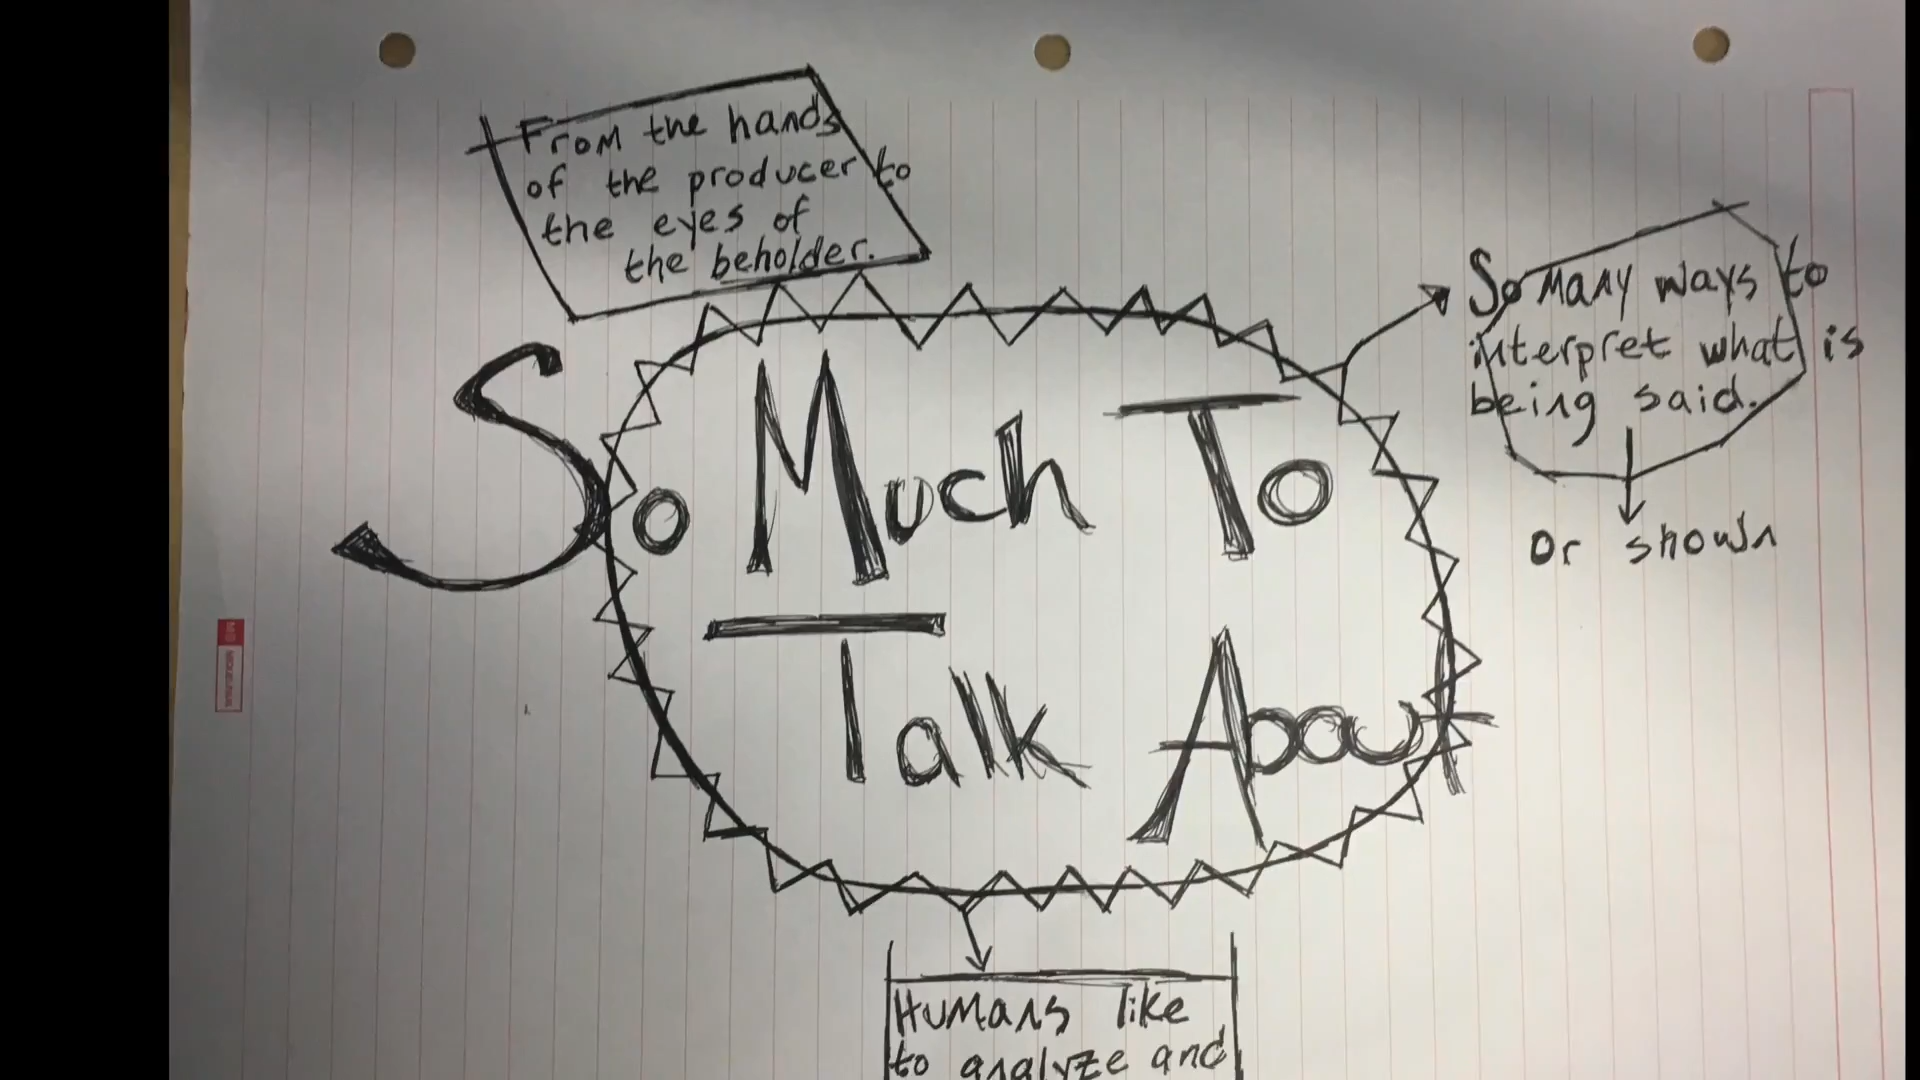 From the hands
of the producer to
the eyes of
the beholder.
So Much To
Talk About
So many ways to
interpret what is
being said.
or shown
Humans like
to analyze and